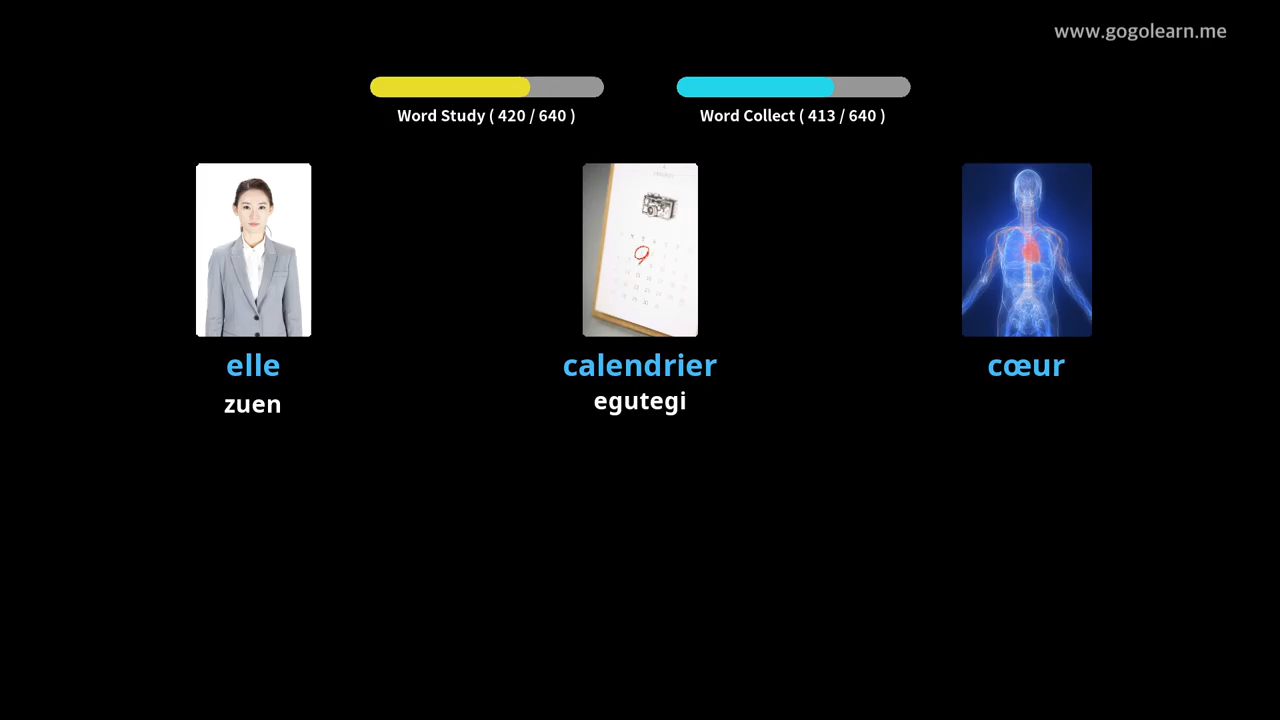 www.gogolearn.me
Word Study ( 420 / 640 )
Word Collect ( 413 / 640 )
elle
zuen
calendrier
egutegi
cœur